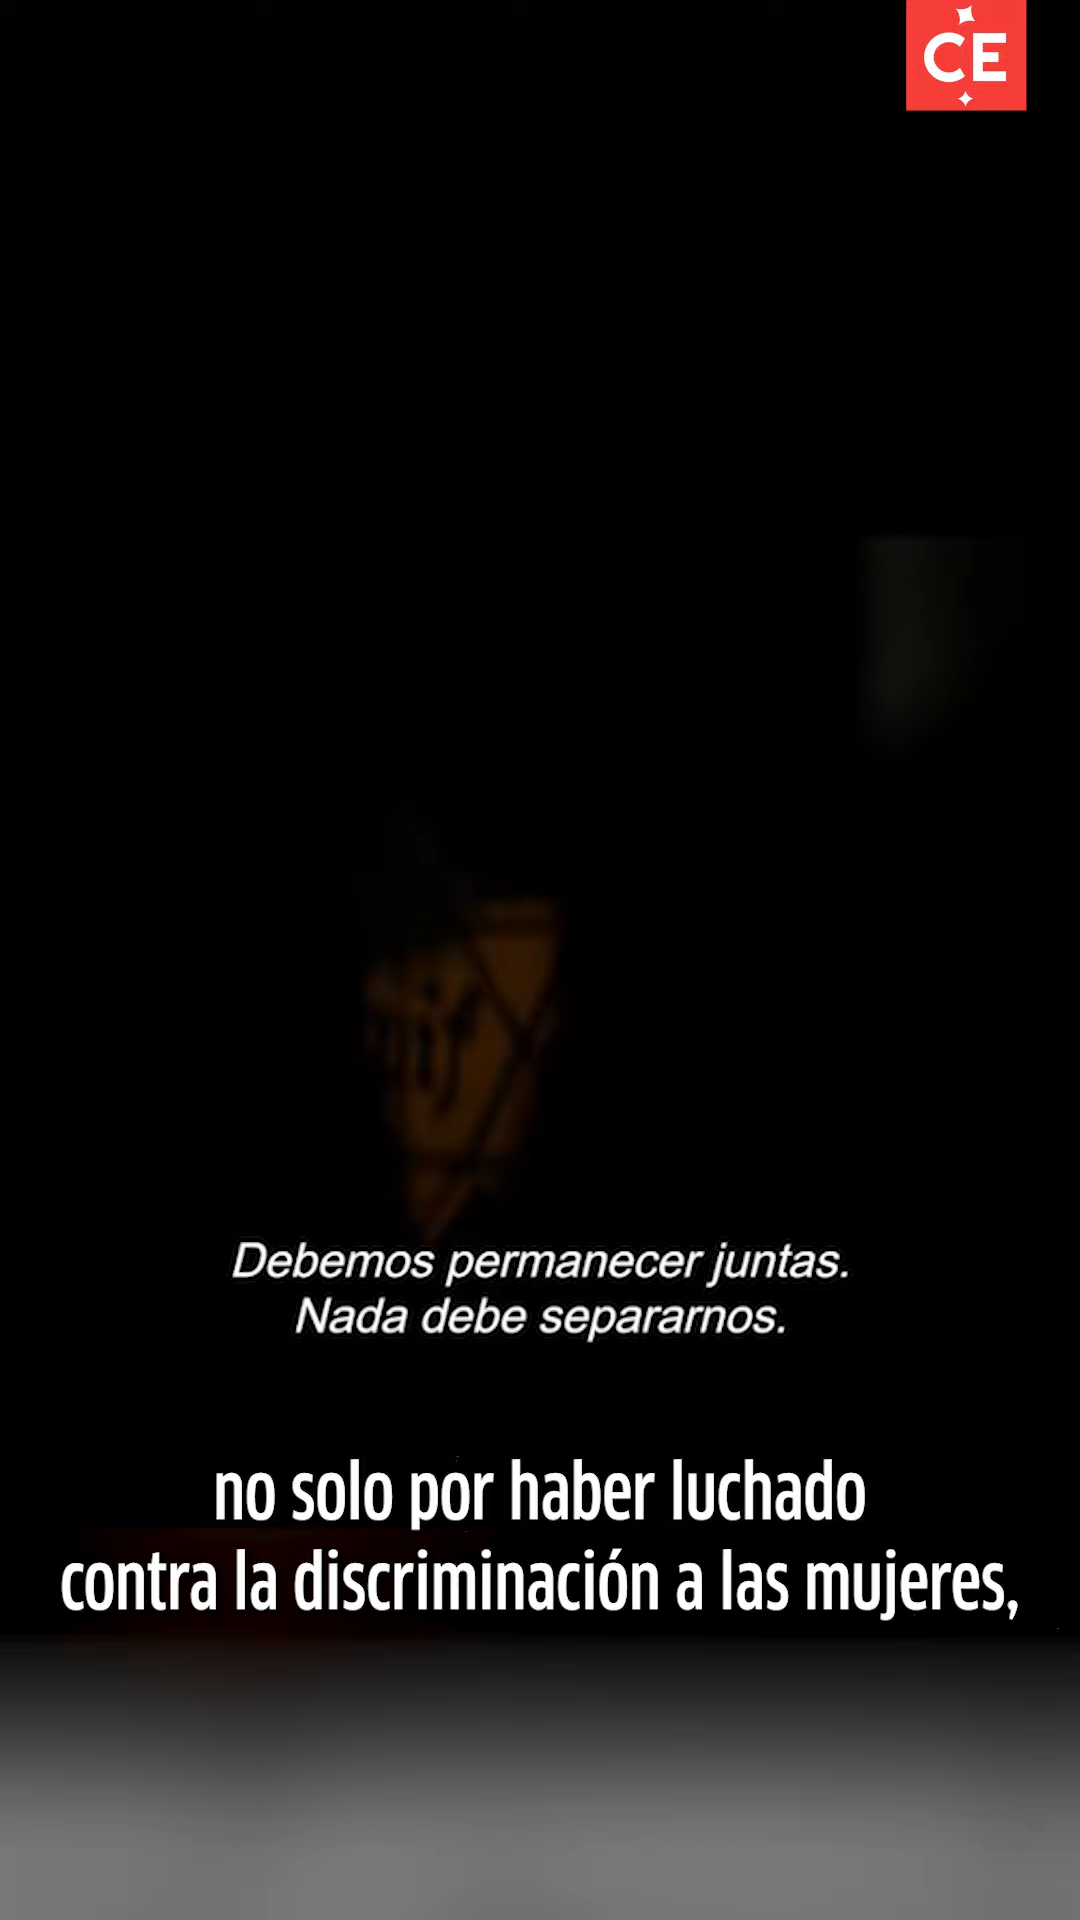 CE
Debemos permanecer juntas.
Nada debe separarnos.
no solo por haber luchado
contra la discriminación a las mujeres,